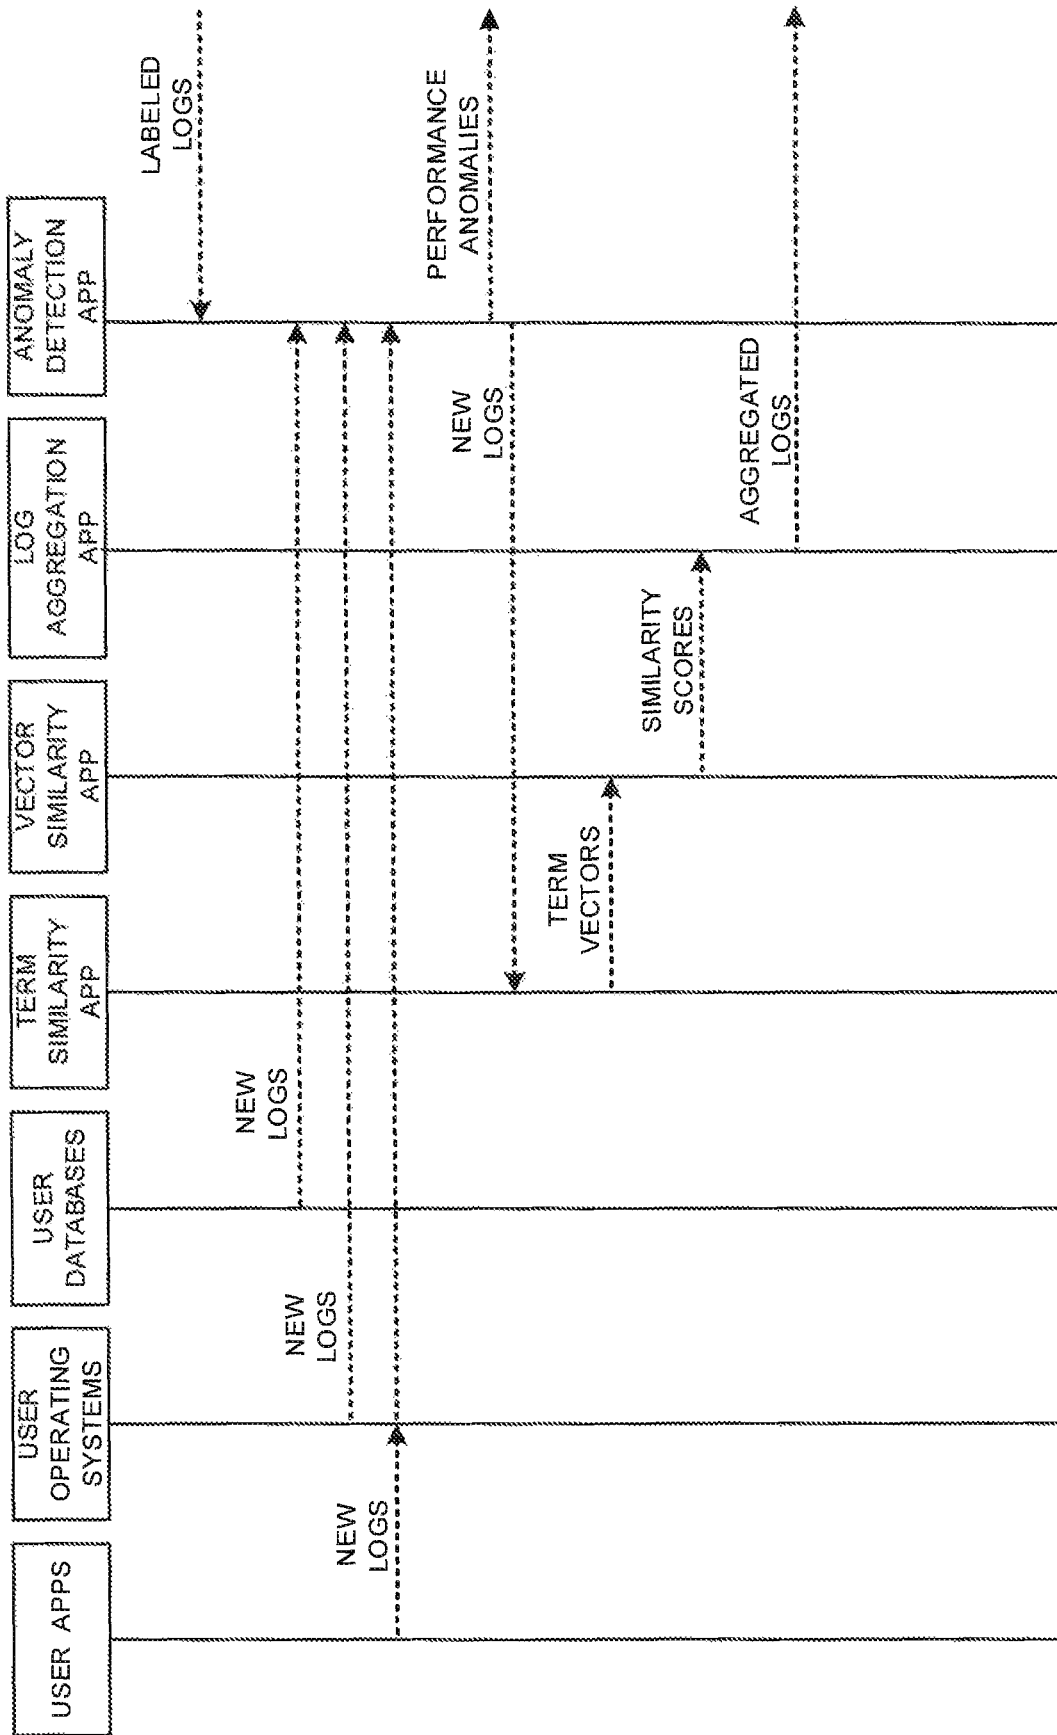 USER APPS
USER
OPERATING
SYSTEMS
USER
DATABASES
TERM
SIMILARITY
APP
VECTOR
SIMILARITY
APP
LOG
AGGREGATION
APP
ANOMALY
DETECTION
APP
LABELED
LOGS
NEW
LOGS
NEW
LOGS
NEW
LOGS
PERFORMANCE
ANOMALIES
NEW
LOGS
TERM
VECTORS
SIMILARITY
SCORES
AGGREGATED
LOGS